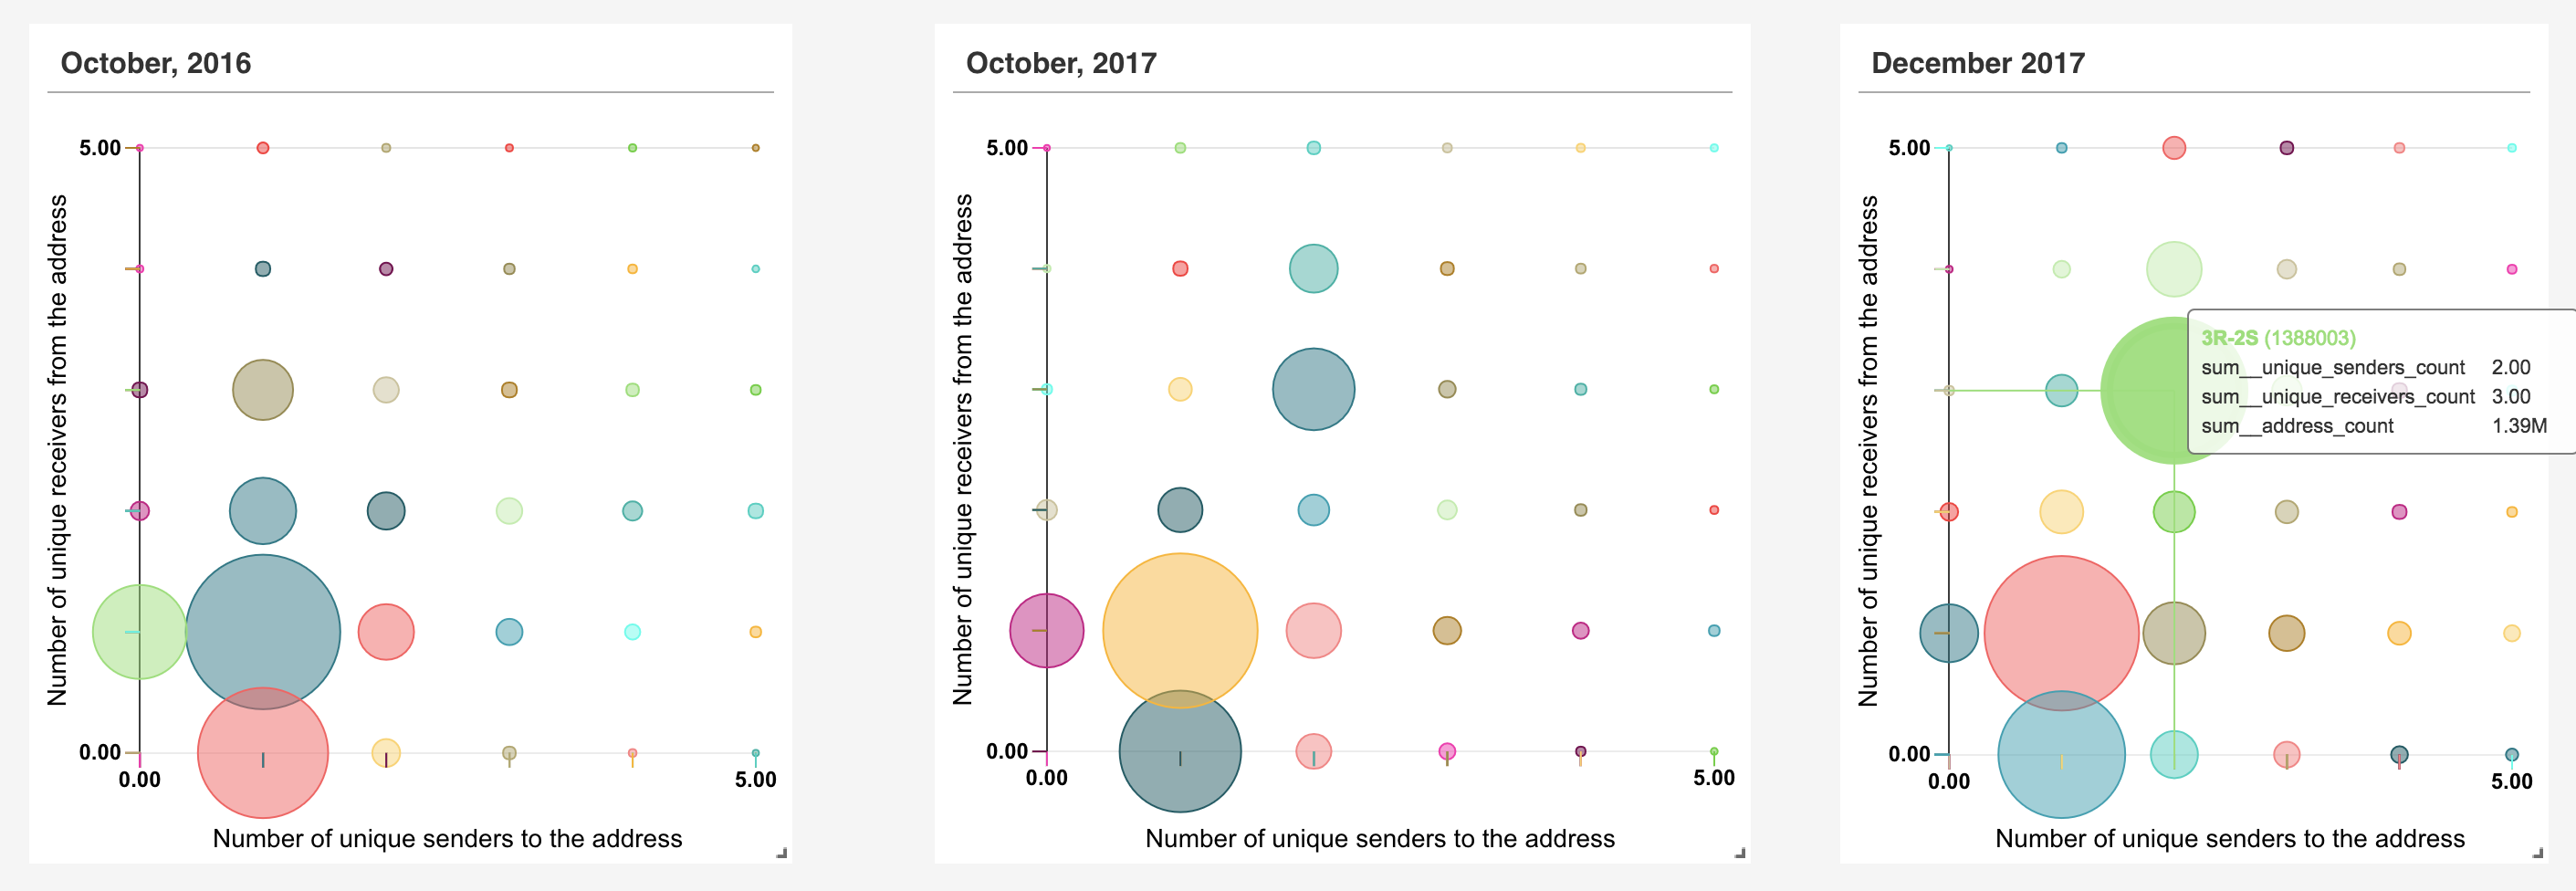 October, 2016
5.00
Number of unique receivers from the address
0.00
0.00
5.00
Number of unique senders to the address
October, 2017
5.00
Number of unique receivers from the address
0.00
0.00
5.00
Number of unique senders to the address
December 2017
5.00
Number of unique receivers from the address
3R-2S (1388003)
sum__unique_senders_count 2.00
sum__unique_receivers_count 3.00
sum__address_count 1.39M
0.00
0.00
5.00
Number of unique senders to the address